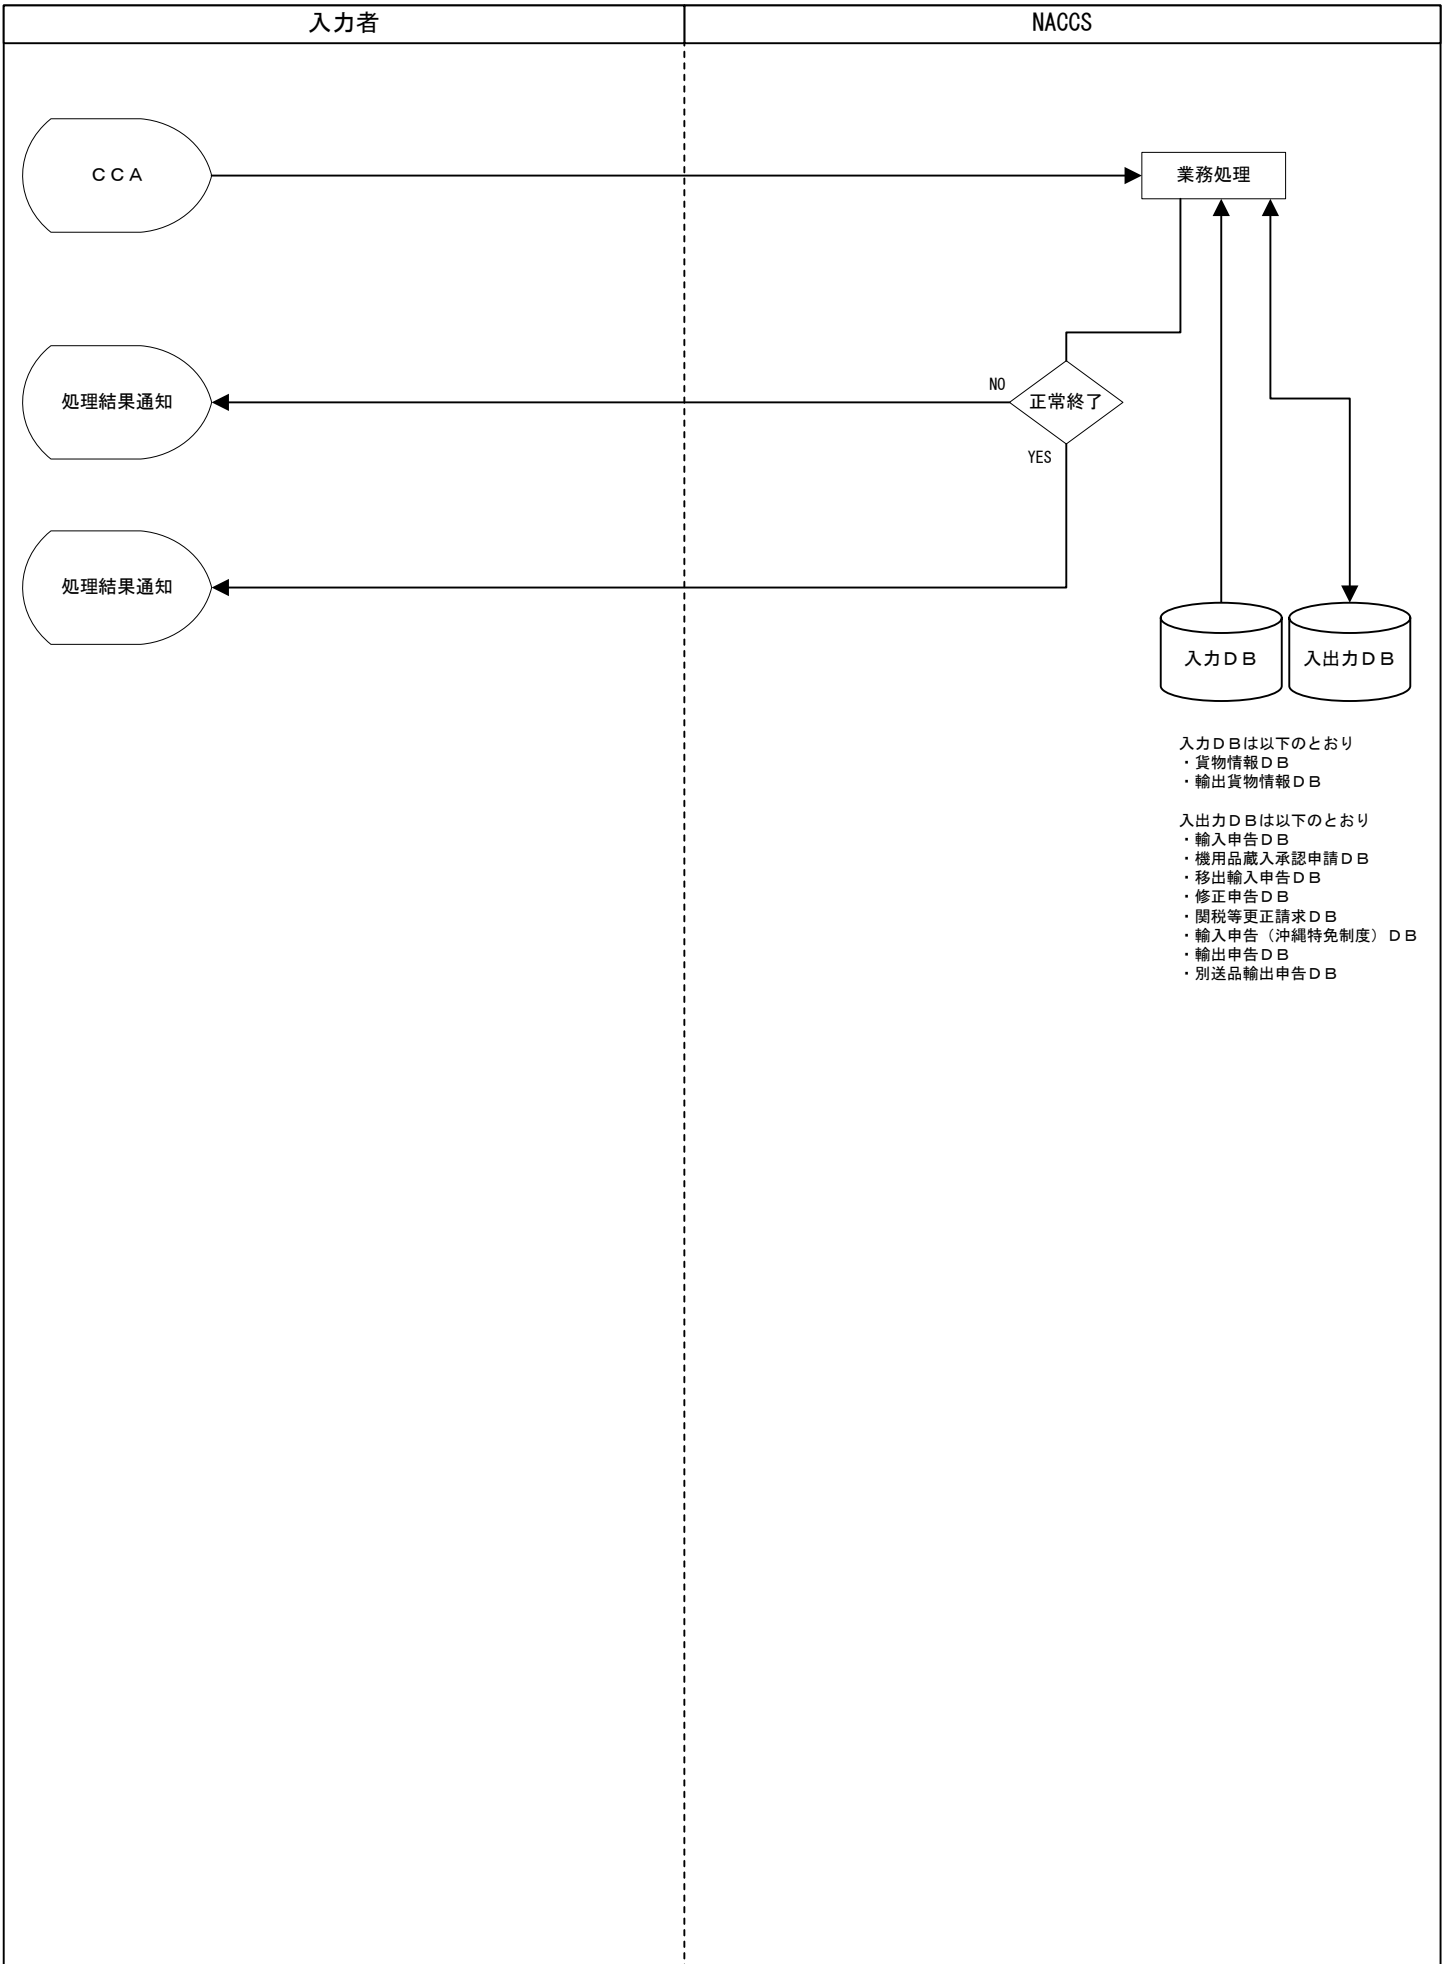 入力者
NACCS
ＣＣＡ
業務処理
処理結果通知
NO
正常終了
YES
処理結果通知
入力ＤＢ
入出力ＤＢ
入力ＤＢは以下のとおり
・貨物情報ＤＢ
・輸出貨物情報ＤＢ
入出力ＤＢは以下のとおり
・輸入申告ＤＢ
・機用品蔵入承認申請ＤＢ
・移出輸入申告ＤＢ
・修正申告ＤＢ
・関税等更正請求ＤＢ
・輸入申告（沖縄特免制度）ＤＢ
・輸出申告ＤＢ
・別送品輸出申告ＤＢ